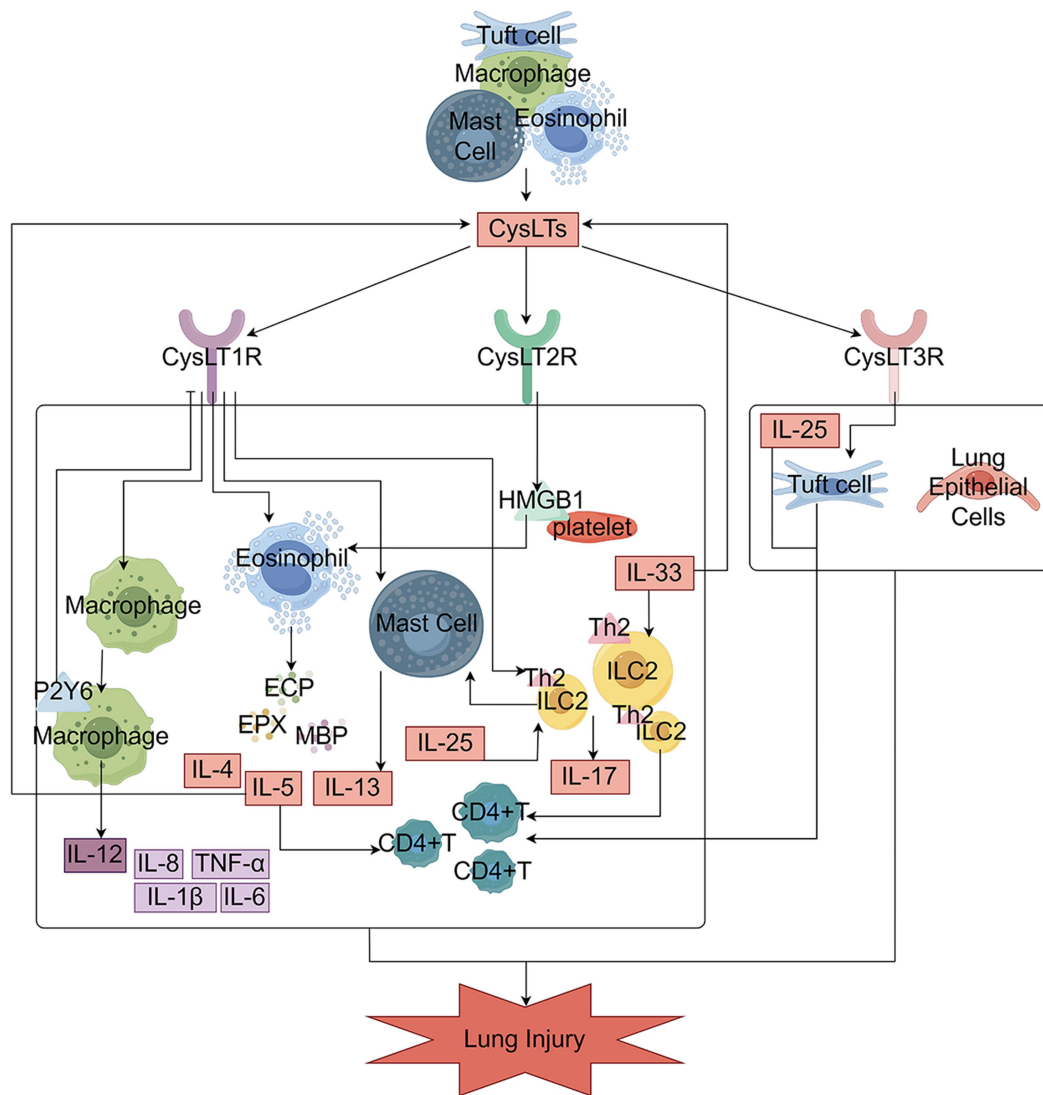 Tuft cell
Macrophage
Mast
Cell
Eosinophil
CysLTs
CysLT1R
CysLT2R
CysLT3R
IL-25
Tuft cell
Lung
Epithelial
Cells
HMGB1
platelet
Eosinophil
IL-33
Macrophage
Mast Cell
Th2
ILC2
Th2
ILC2
Th2
ILC2
P2Y6
Macrophage
ECP
EPX
MBP
IL-25
IL-4
IL-5
IL-13
IL-17
CD4+T
CD4+T
CD4+T
IL-12
IL-8
TNF-α
IL-1β
IL-6
Lung Injury